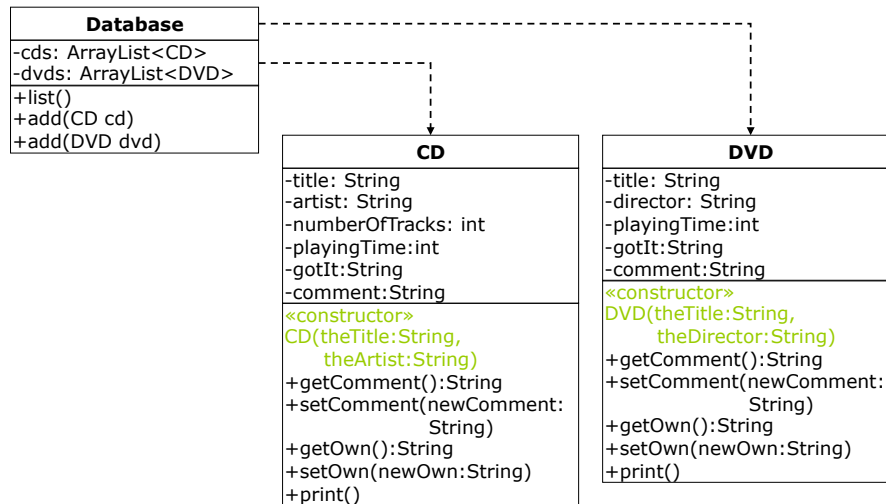 Database
-cds: ArrayList<CD>
-dvds: ArrayList<DVD>
+list()
+add(CD cd)
+add(DVD dvd)
CD
-title: String
-artist: String
-numberOfTracks: int
-playingTime:int
-gotIt:String
-comment:String
«constructor»
CD(theTitle:String,
theArtist:String)
+getComment():String
+setComment(newComment:
String)
+getOwn():String
+setOwn(newOwn:String)
+print()
DVD
-title: String
-director: String
-playingTime:int
-gotIt:String
-comment:String
«constructor»
DVD(theTitle:String,
theDirector:String)
+getComment():String
+setComment(newComment:
String)
+getOwn():String
+setOwn(newOwn:String)
+print()